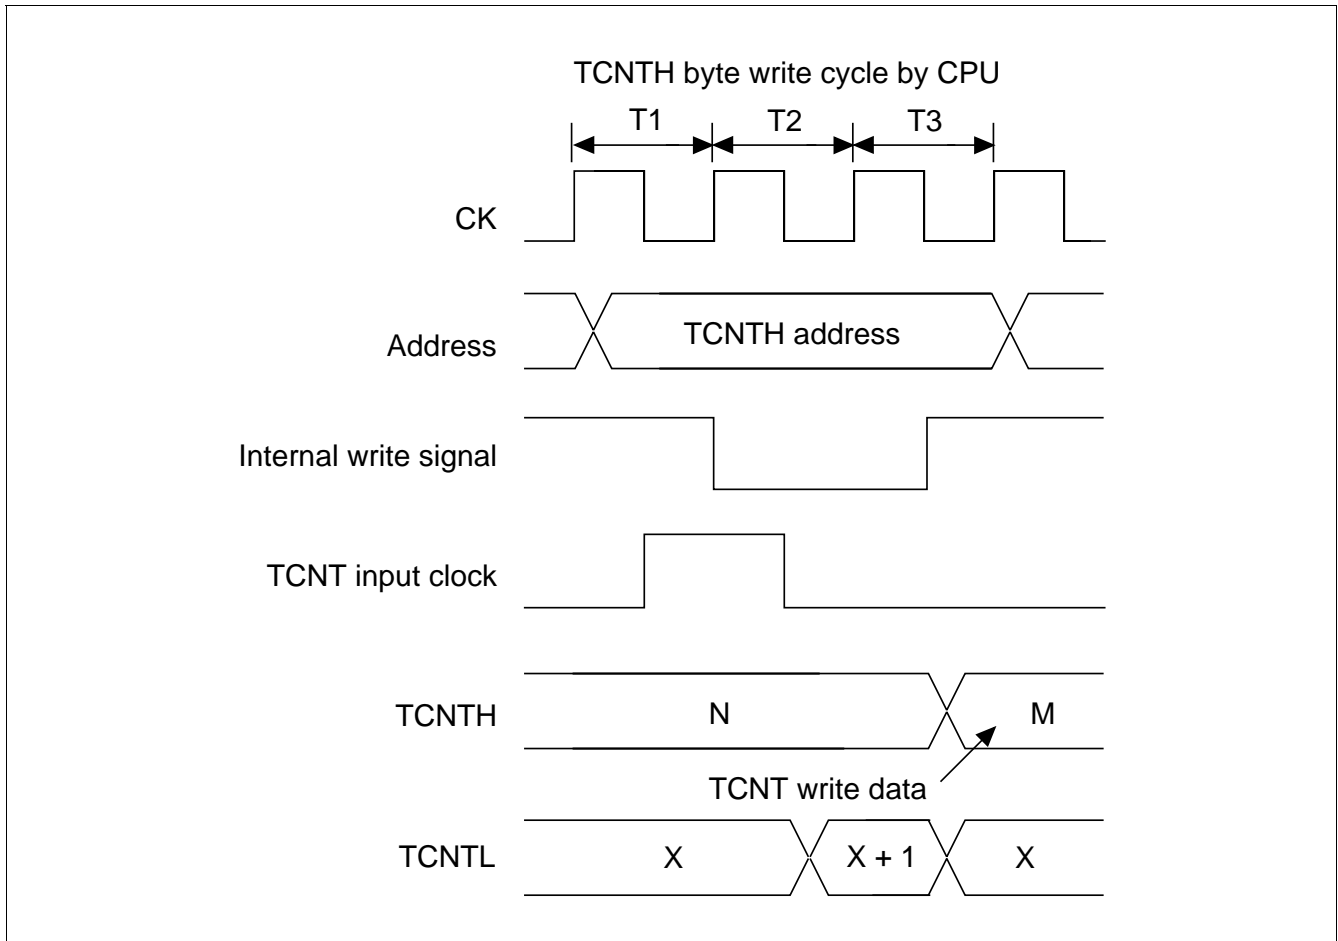 TCNTH byte write cycle by CPU
T1 T2 T3
CK
Address TCNTH address
Internal write signal
TCNT input clock
TCNTH N M
TCNT write data
TCNTL X X + 1 X